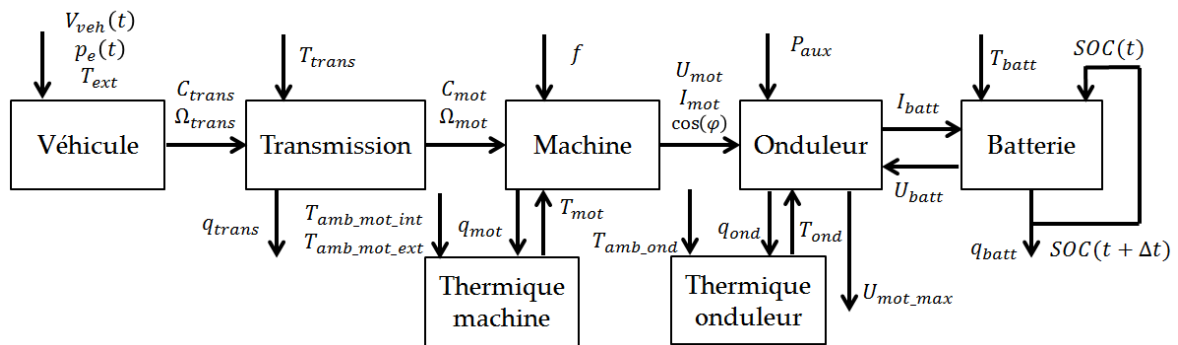 V_veh(t)
p_e(t)
T_ext
T_trans
f
P_aux
T_batt
SOC(t)
C_trans
Ω_trans
C_mot
Ω_mot
U_mot
I_mot
cos(φ)
I_batt
Véhicule
Transmission
Machine
Onduleur
Batterie
U_batt
q_trans
T_amb_mot_int
T_amb_mot_ext
q_mot
T_mot
T_amb_ond
q_ond
T_ond
q_batt
SOC(t + Δt)
U_mot_max
Thermique
machine
Thermique
onduleur